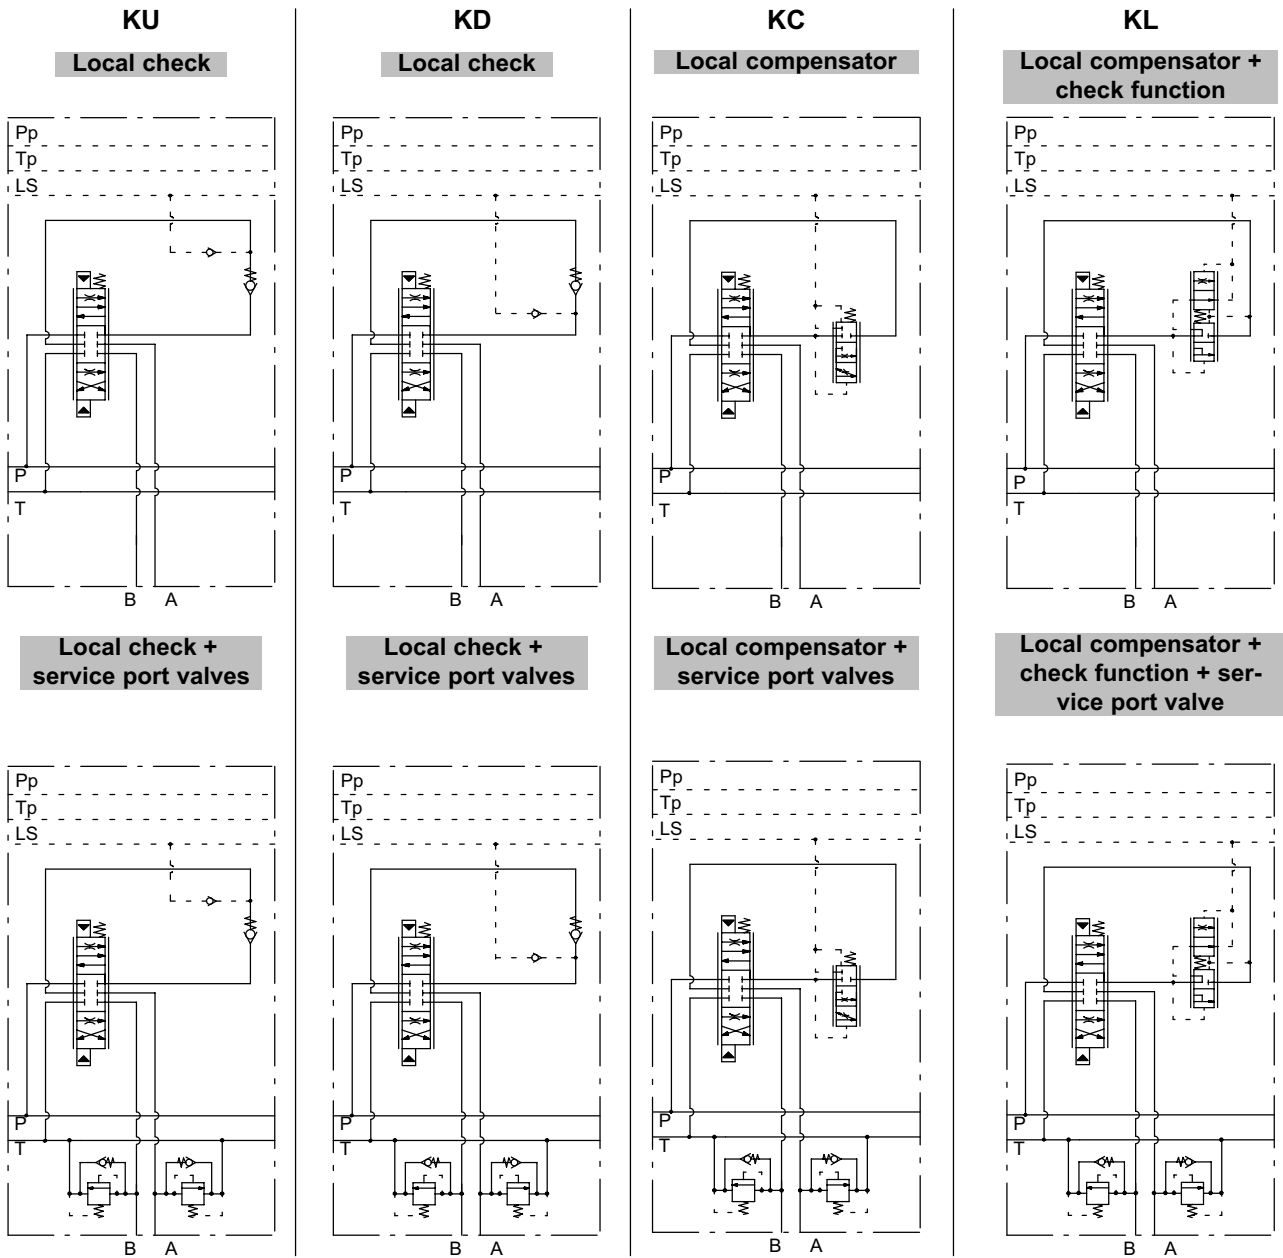 KU
KD
KC
KL
Local check
Local check
Local compensator
Local compensator +
check function
Pp
Tp
LS
P
T
B A
Pp
Tp
LS
P
T
B A
Pp
Tp
LS
P
T
B A
Pp
Tp
LS
P
T
B A
Local check +
service port valves
Local check +
service port valves
Local compensator +
service port valves
Local compensator +
check function + ser-
vice port valve
Pp
Tp
LS
P
T
B A
Pp
Tp
LS
P
T
B A
Pp
Tp
LS
P
T
B A
Pp
Tp
LS
P
T
B A